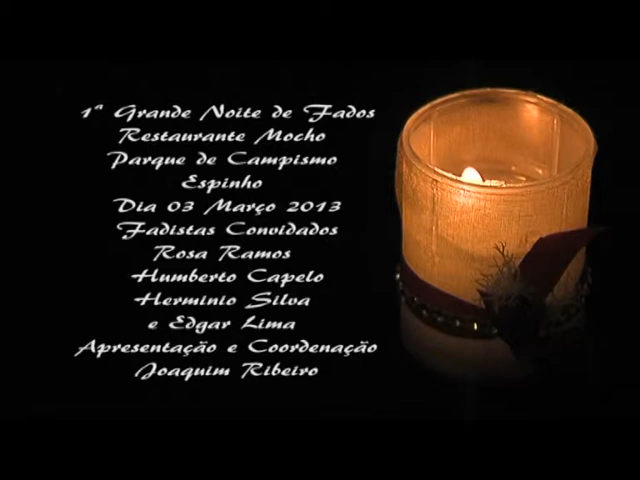 1ª Grande Noite de Fados
Restaurante Mocho
Parque de Campismo
Espinho
Dia 03 Março 2013
Fadistas Convidados
Rosa Ramos
Humberto Capelo
Herminio Silva
e Edgar Lima
Apresentação e Coordenação
Joaquim Ribeiro